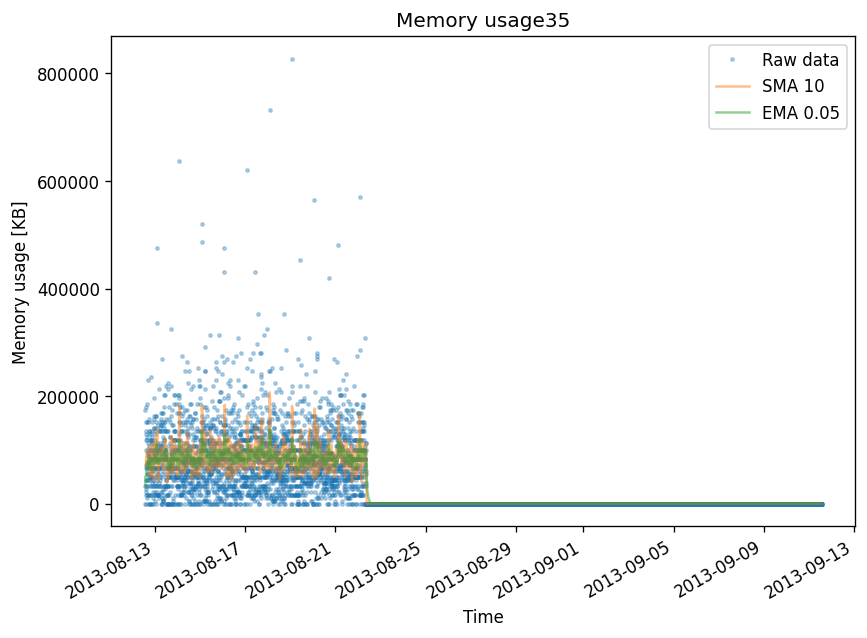 Memory usage35
Raw data
SMA 10
EMA 0.05
Memory usage [KB]
800000
600000
400000
200000
0
2013-08-13
2013-08-17
2013-08-21
2013-08-25
2013-08-29
2013-09-01
2013-09-05
2013-09-09
2013-09-13
Time